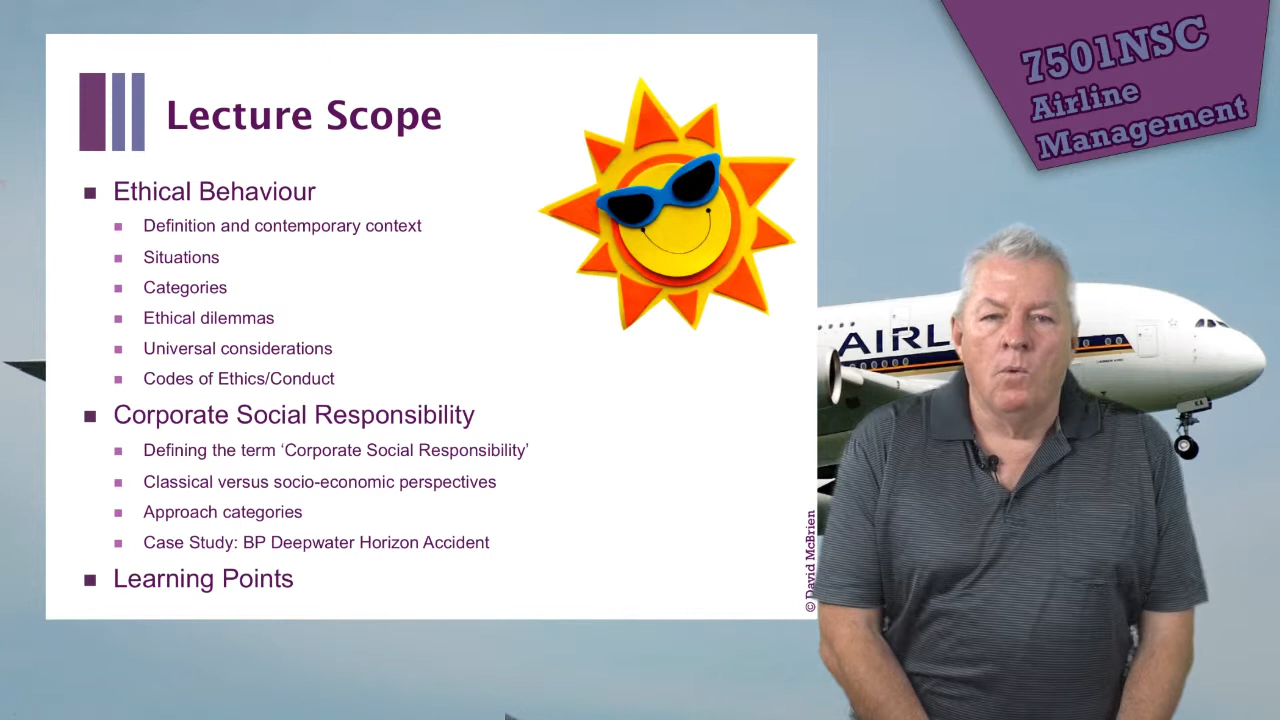 7501NSC
Airline
Management
Lecture Scope
Ethical Behaviour
Definition and contemporary context
Situations
Categories
Ethical dilemmas
Universal considerations
Codes of Ethics/Conduct
Corporate Social Responsibility
Defining the term ‘Corporate Social Responsibility’
Classical versus socio-economic perspectives
Approach categories
Case Study: BP Deepwater Horizon Accident
Learning Points
© David McBrien
AIRL
KA